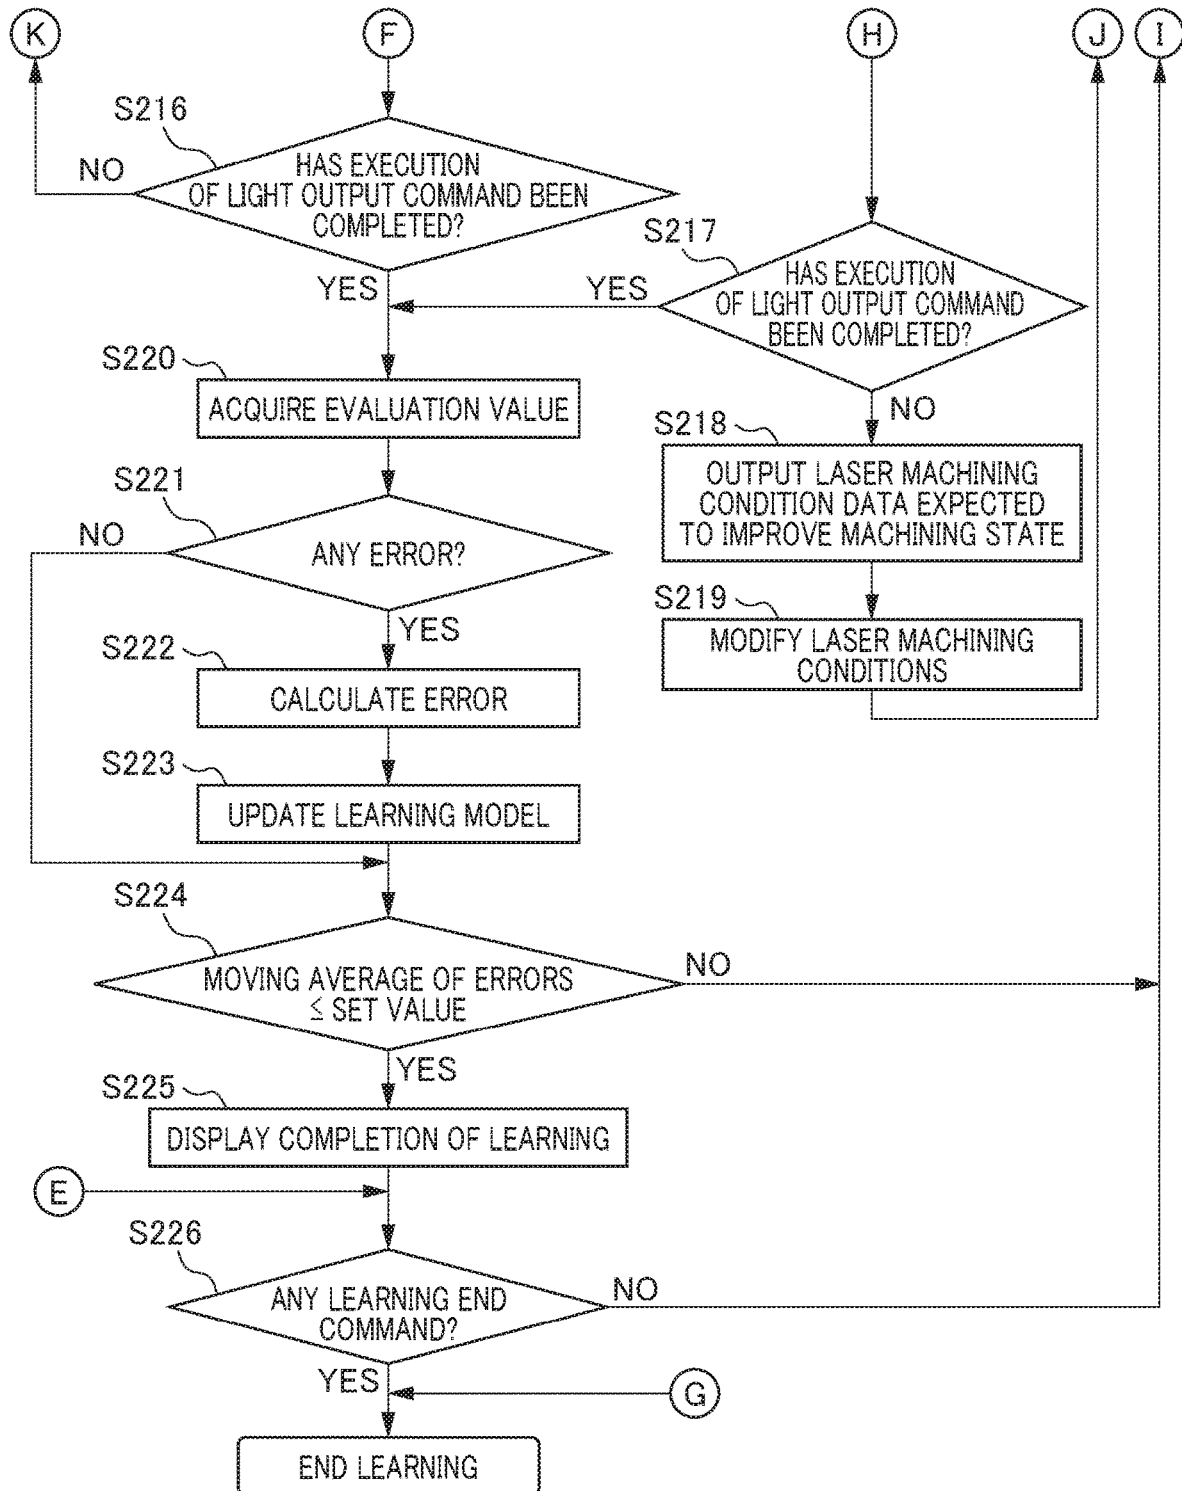 K
F
H
J
I
S216
NO
HAS EXECUTION
OF LIGHT OUTPUT COMMAND BEEN
COMPLETED?
YES
S217
YES
HAS EXECUTION
OF LIGHT OUTPUT COMMAND
BEEN COMPLETED?
NO
S220
ACQUIRE EVALUATION VALUE
S218
OUTPUT LASER MACHINING
CONDITION DATA EXPECTED
TO IMPROVE MACHINING STATE
S221
NO
ANY ERROR?
YES
S219
MODIFY LASER MACHINING
CONDITIONS
S222
CALCULATE ERROR
S223
UPDATE LEARNING MODEL
S224
MOVING AVERAGE OF ERRORS
≤ SET VALUE
NO
YES
S225
DISPLAY COMPLETION OF LEARNING
E
S226
ANY LEARNING END
COMMAND?
NO
YES
G
END LEARNING